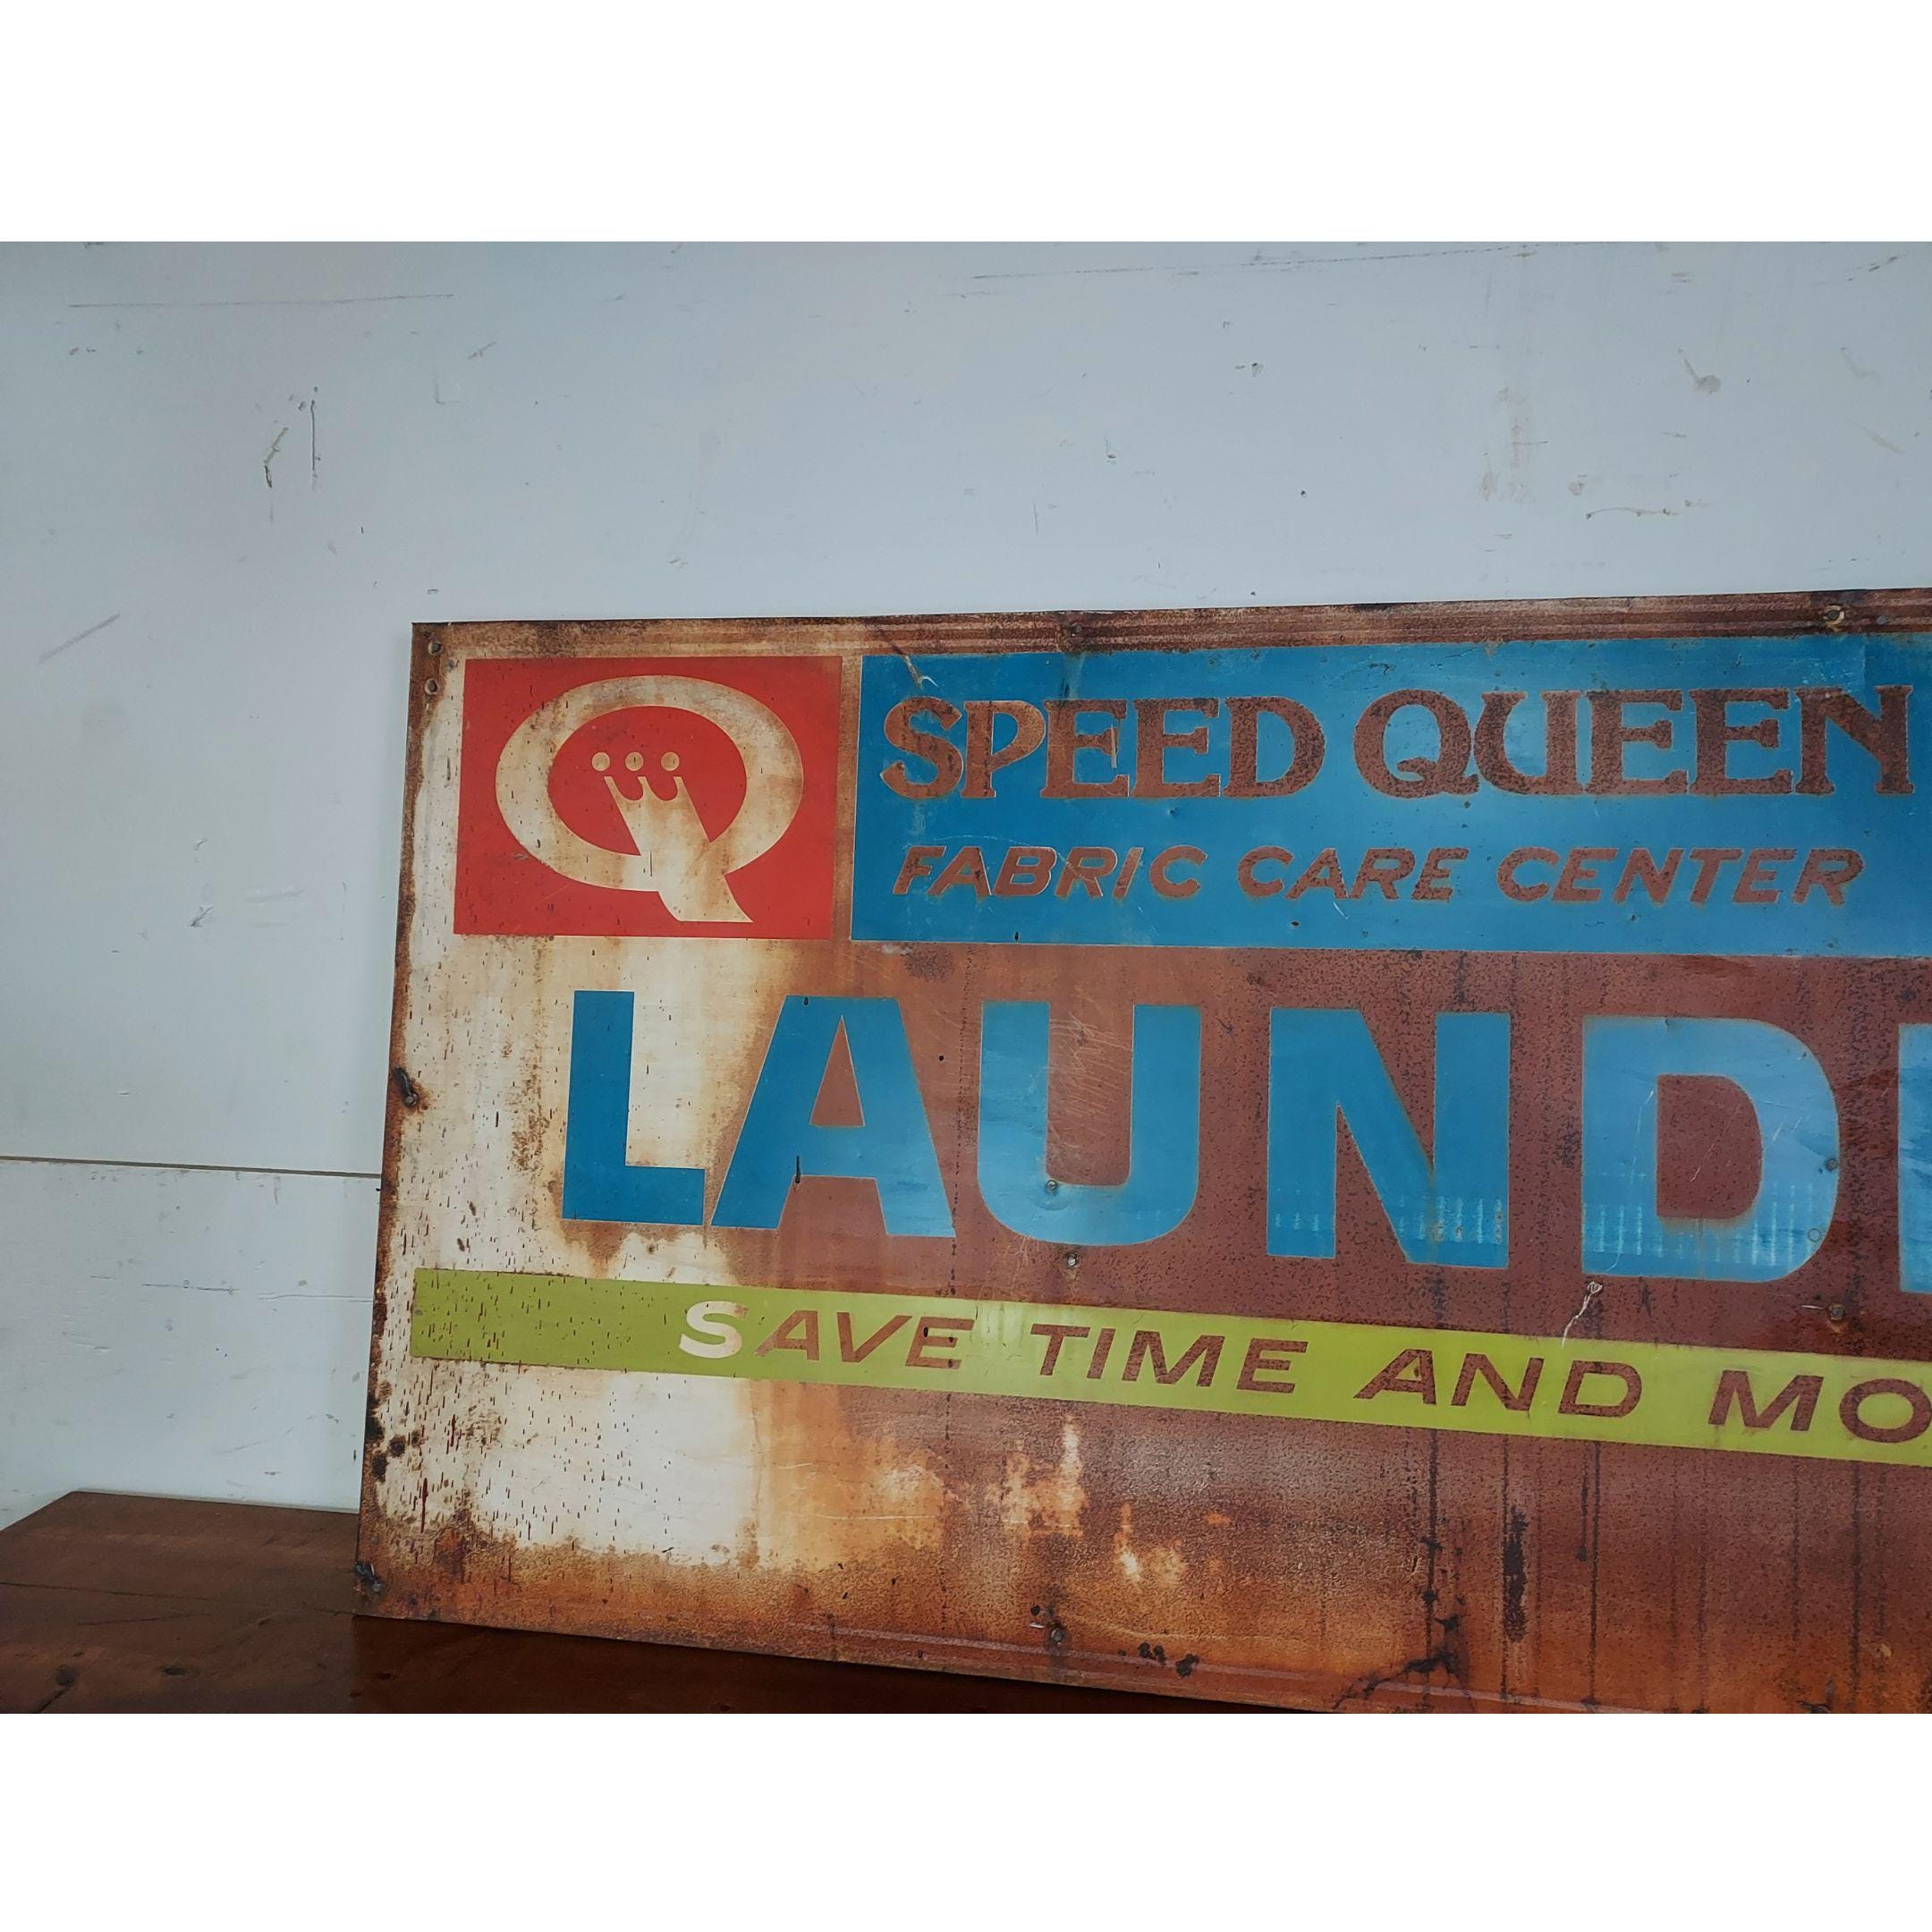 Q
SPEED QUEEN
FABRIC CARE CENTER
LAUND
SAVE TIME AND MO